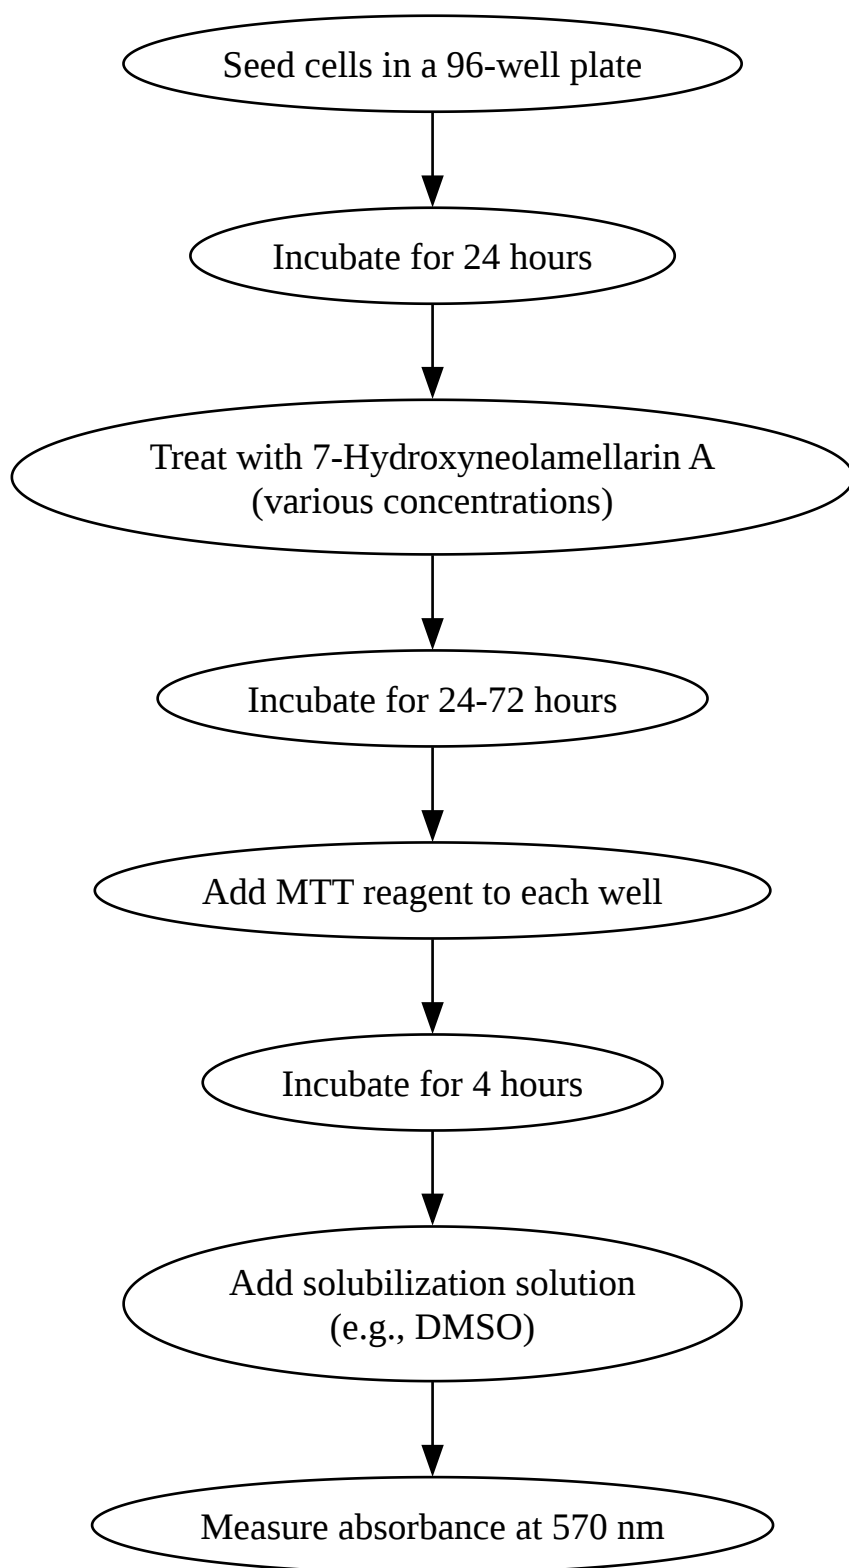 Seed cells in a 96-well plate
Incubate for 24 hours
Treat with 7-Hydroxyneolamellarin A
(various concentrations)
Incubate for 24-72 hours
Add MTT reagent to each well
Incubate for 4 hours
Add solubilization solution
(e.g., DMSO)
Measure absorbance at 570 nm